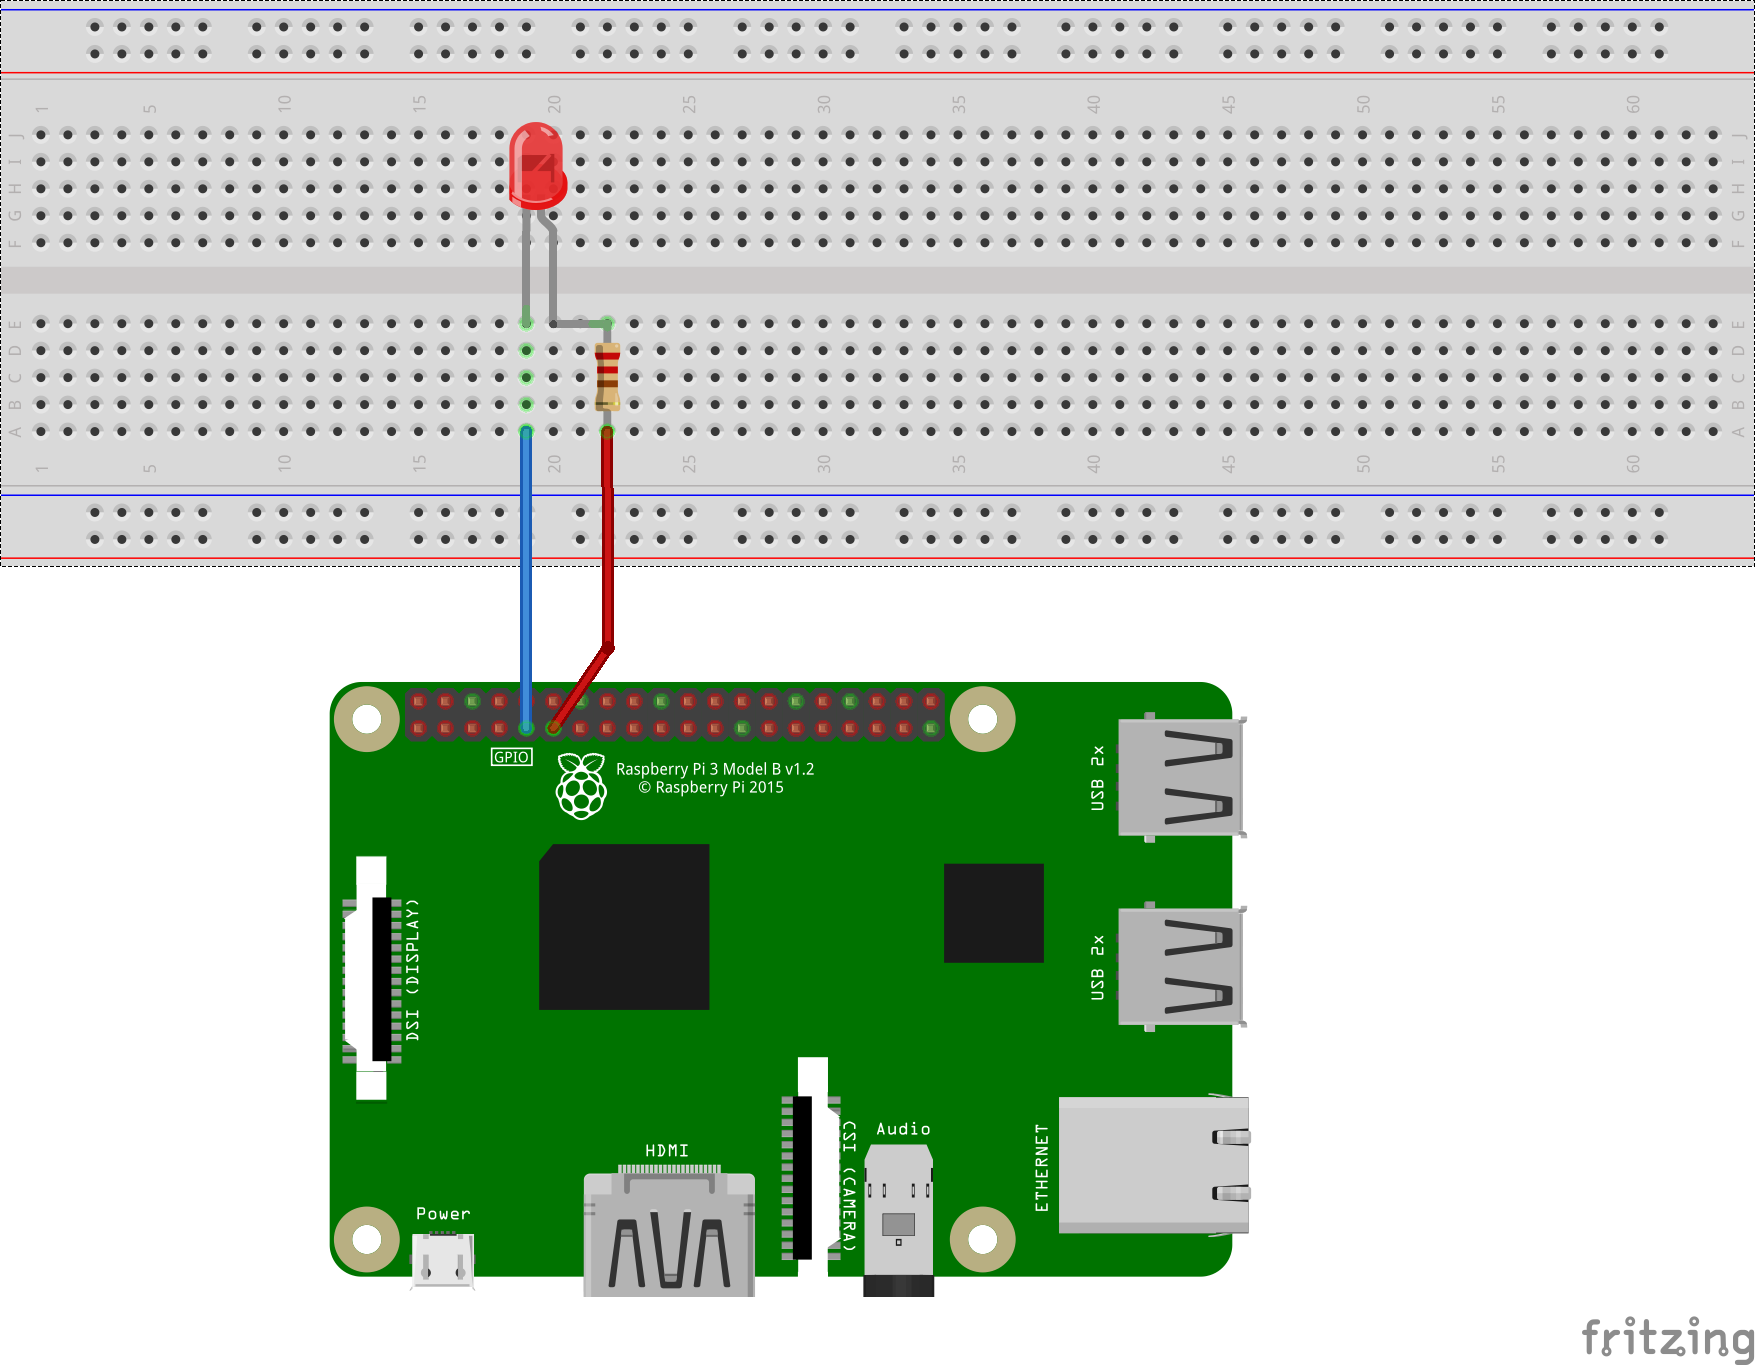 1 5 10 15 20 25 30 35 40 45 50 55 60
J J
I I
H H
G G
F F
E E
D D
C C
B B
A A
1 5 10 15 20 25 30 35 40 45 50 55 60
GPIO
Raspberry Pi 3 Model B v1.2
© Raspberry Pi 2015
USB 2x
DSI (DISPLAY)
USB 2x
HDMI
CSI (CAMERA)
Audio
ETHERNET
Power
fritzing